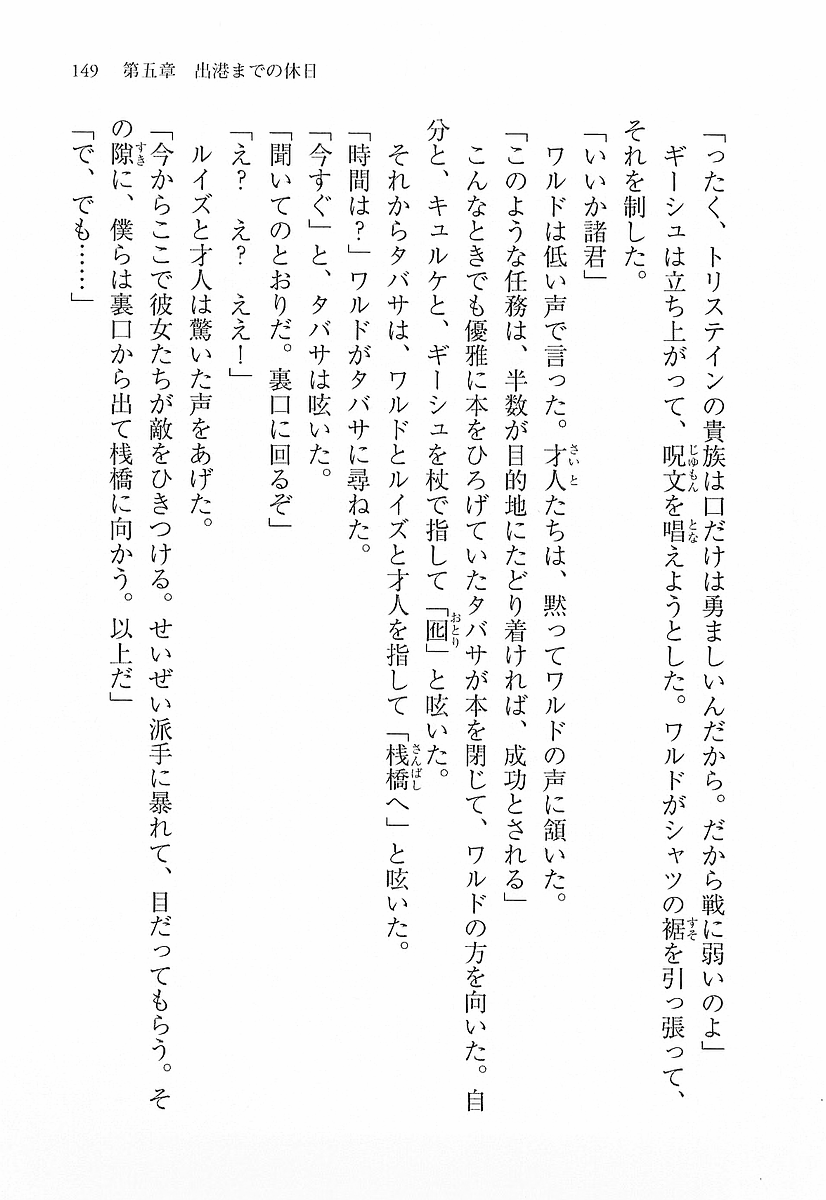 149　第五章　出港までの休日
「ったく、トリステインの貴族は口だけは勇ましいんだから。だから戦に弱いのよ」
　ギーシュは立ち上がって、呪文を唱えようとした。ワルドがシャツの裾を引っ張って、
それを制した。
「いいか諸君」
　ワルドは低い声で言った。才人たちは、黙ってワルドの声に頷いた。
「このような任務は、半数が目的地にたどり着ければ、成功とされる」
　こんなときでも優雅に本をひろげていたタバサが本を閉じて、ワルドの方を向いた。自
分と、キュルケと、ギーシュを杖で指して「囮」と呟いた。
　それからタバサは、ワルドとルイズと才人を指して「桟橋へ」と呟いた。
「時間は？」ワルドがタバサに尋ねた。
「今すぐ」と、タバサは呟いた。
「聞いてのとおりだ。裏口に回るぞ」
「え？　え？　ええ！」
　ルイズと才人は驚いた声をあげた。
「今からここで彼女たちが敵をひきつける。せいぜい派手に暴れて、目だってもらう。そ
の隙に、僕らは裏口から出て桟橋に向かう。以上だ」
「で、でも……」